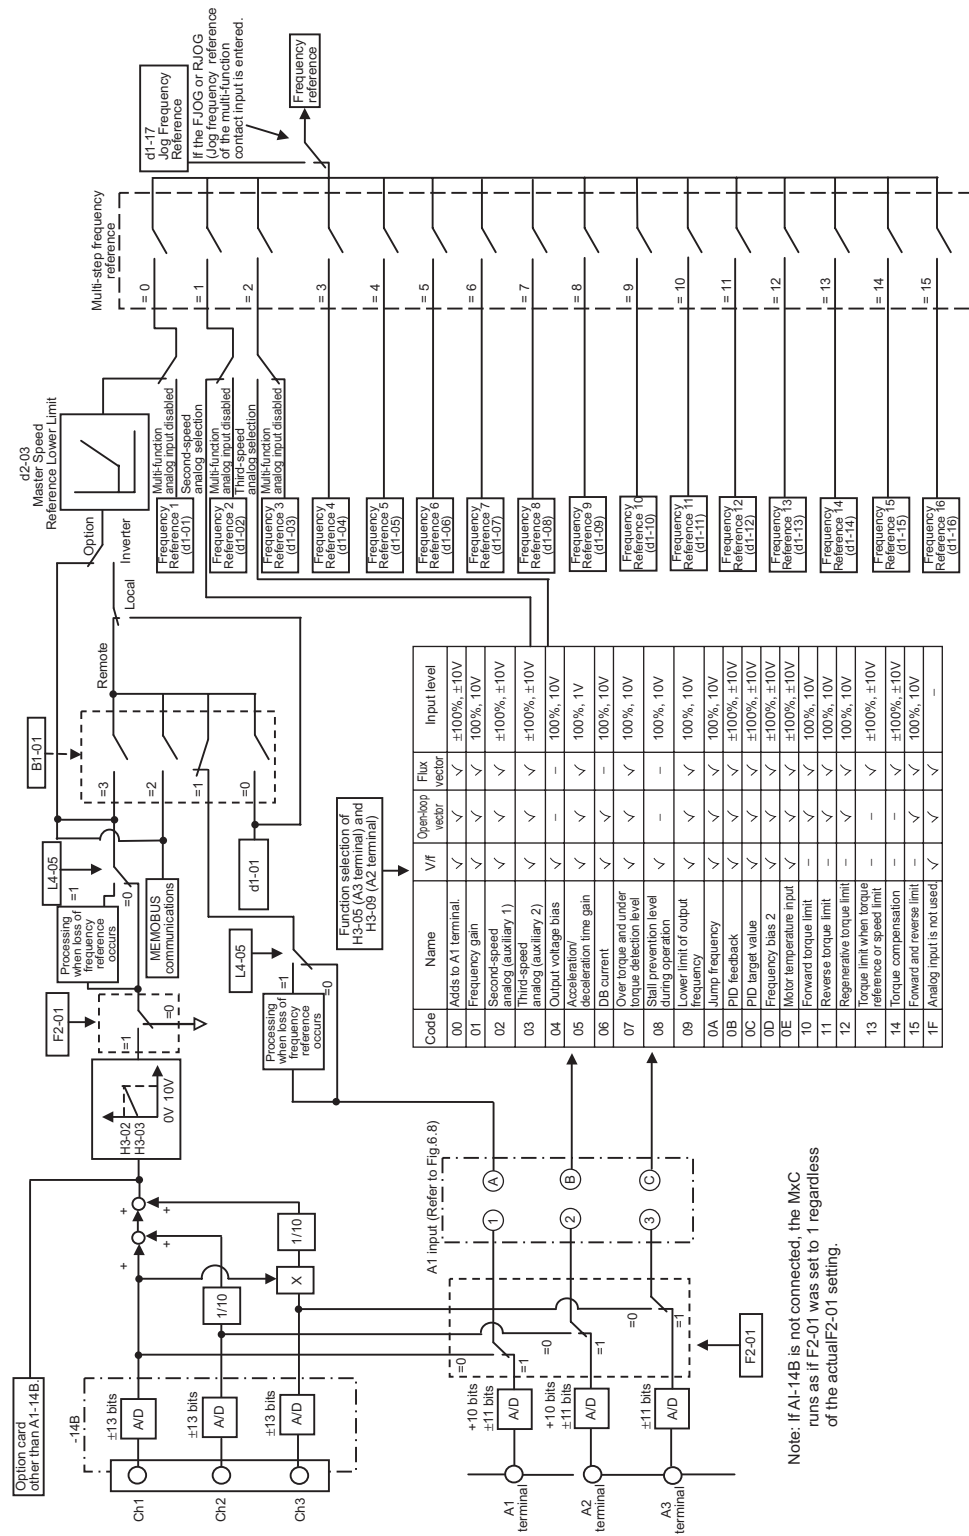 d1-17
Jog Frequency
Reference
If the FJOG or RJOG
(Jog frequency reference
of the multi-function
contact input is entered.
Frequency
reference
Multi-step frequency
reference
= 0
= 1
= 2
= 3
= 4
= 5
= 6
= 7
= 8
= 9
= 10
= 11
= 12
= 13
= 14
= 15
d2-03
Master Speed
Reference Lower Limit
Option
Inverter
Local
Remote
Multi-function
analog input disabled
Second-speed
analog selection
Multi-function
analog input disabled
Third-speed
analog selection
Multi-function
analog input disabled
Frequency
Reference 1
(d1-01)
Frequency
Reference 2
(d1-02)
Frequency
Reference 3
(d1-03)
Frequency
Reference 4
(d1-04)
Frequency
Reference 5
(d1-05)
Frequency
Reference 6
(d1-06)
Frequency
Reference 7
(d1-07)
Frequency
Reference 8
(d1-08)
Frequency
Reference 9
(d1-09)
Frequency
Reference 10
(d1-10)
Frequency
Reference 11
(d1-11)
Frequency
Reference 12
(d1-12)
Frequency
Reference 13
(d1-13)
Frequency
Reference 14
(d1-14)
Frequency
Reference 15
(d1-15)
Frequency
Reference 16
(d1-16)
B1-01
=3
=2
=1
=0
L4-05
=1
=0
Processing
when loss of
frequency
reference
occurs
MEMOBUS
communications
d1-01
F2-01
=1
=0
L4-05
=1
=0
Processing
when loss of
frequency
reference
occurs
H3-02
H3-03
0V 10V
Function selection of
H3-05 (A3 terminal) and
H3-09 (A2 terminal)
Code Name V/f Open-loop vector Flux vector Input level
00 Adds to A1 terminal. ✓ ✓ ✓ ±100%, ±10V
01 Frequency gain ✓ ✓ ✓ 100%, 10V
02 Second-speed analog (auxiliary 1) ✓ ✓ ✓ ±100%, ±10V
03 Third-speed analog (auxiliary 2) ✓ ✓ ✓ ±100%, ±10V
04 Output voltage bias ✓ – – 100%, 10V
05 Acceleration/ deceleration time gain ✓ ✓ ✓ 100%, 1V
06 DB current ✓ ✓ – 100%, 10V
07 Over torque and under torque detection level ✓ ✓ ✓ 100%, 10V
08 Stall prevention level during operation ✓ – – 100%, 10V
09 Lower limit of output frequency ✓ ✓ ✓ 100%, 10V
0A Jump frequency ✓ ✓ ✓ 100%, 10V
0B PID feedback ✓ ✓ ✓ ±100%, ±10V
0C PID target value ✓ ✓ ✓ ±100%, ±10V
0D Frequency bias 2 ✓ ✓ ✓ ±100%, ±10V
0E Motor temperature input ✓ ✓ ✓ 100%, 10V
10 Forward torque limit – ✓ ✓ 100%, 10V
11 Reverse torque limit – ✓ ✓ 100%, 10V
12 Regenerative torque limit – ✓ ✓ 100%, 10V
13 Torque limit when torque reference or speed limit – – ✓ ±100%, ±10V
14 Torque compensation – – ✓ ±100%, ±10V
15 Forward and reverse limit – ✓ ✓ 100%, 10V
1F Analog input is not used. ✓ ✓ ✓ –
Option card
other than A1-14B.
-14B
±13 bits
A/D
Ch1
±13 bits
A/D
Ch2
±13 bits
A/D
Ch3
+
+
+
+
1/10
X
1/10
A1 input (Refer to Fig.6.8)
1
A
2
B
3
C
=0
=1
=0
=1
=0
=1
F2-01
+10 bits
±11 bits
A/D
A1
terminal
+10 bits
±11 bits
A/D
A2
terminal
±11 bits
A/D
A3
terminal
Note: If AI-14B is not connected, the MxC
runs as if F2-01 was set to 1 regardless
of the actualF2-01 setting.